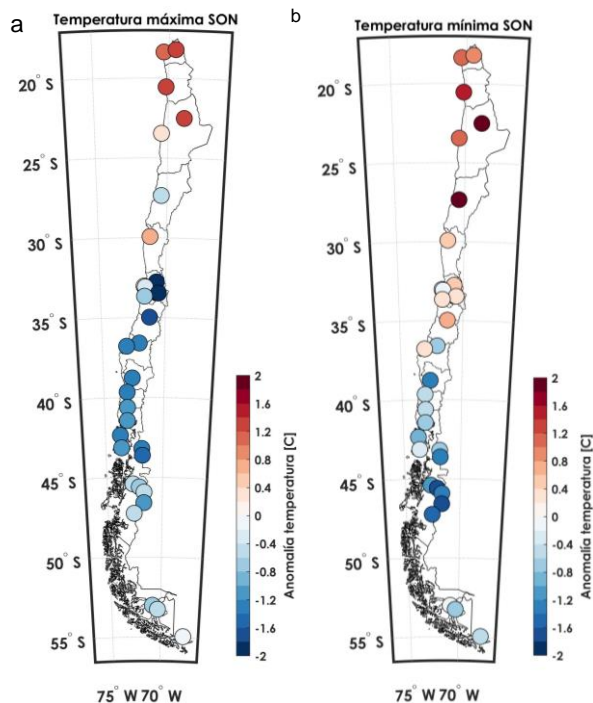 a
Temperatura máxima SON
20° S
25° S
30° S
35° S
40° S
45° S
50° S
55° S
75° W 70° W
2
1.6
1.2
0.8
0.4
0
-0.4
-0.8
-1.2
-1.6
-2
Anomalía temperatura [C]
b
Temperatura mínima SON
20° S
25° S
30° S
35° S
40° S
45° S
50° S
55° S
75° W 70° W
2
1.6
1.2
0.8
0.4
0
-0.4
-0.8
-1.2
-1.6
-2
Anomalía temperatura [C]